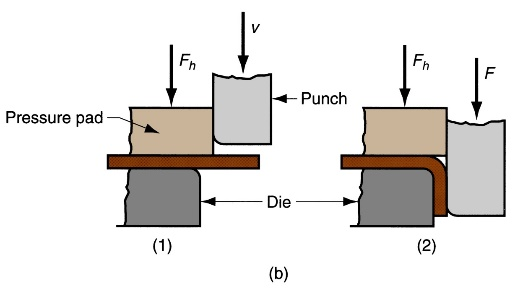 v
F_h
F_h
F
Punch
Pressure pad
Die
(1)
(2)
(b)